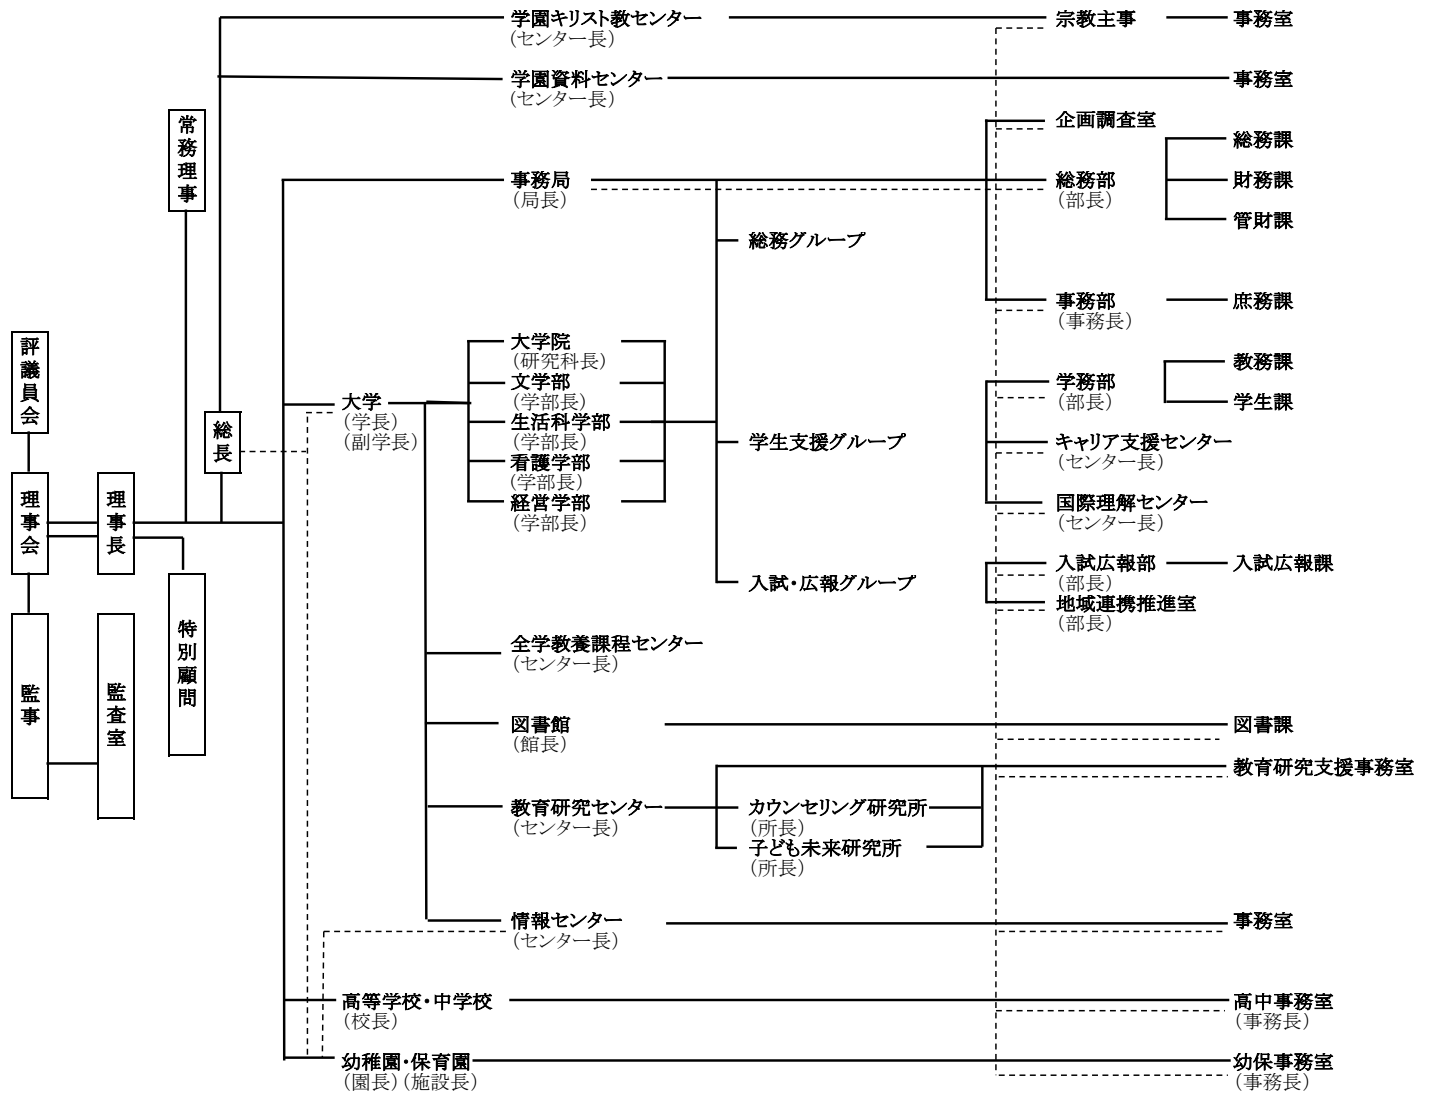 学園キリスト教センター
(センター長)
宗教主事
事務室
学園資料センター
(センター長)
事務室
常務理事
企画調査室
総務課
事務局
(局長)
総務部
(部長)
財務課
管財課
総務グループ
事務部
(事務長)
庶務課
評議員会
大学院
(研究科長)
文学部
(学部長)
生活科学部
(学部長)
看護学部
(学部長)
経営学部
(学部長)
大学
(学長)
(副学長)
総長
学務部
(部長)
教務課
学生課
学生支援グループ
キャリア支援センター
(センター長)
国際理解センター
(センター長)
理事会
理事長
入試・広報グループ
入試広報部
(部長)
入試広報課
地域連携推進室
(部長)
特別顧問
監事
監査室
全学教養課程センター
(センター長)
図書館
(館長)
図書課
教育研究支援事務室
教育研究センター
(センター長)
カウンセリング研究所
(所長)
子ども未来研究所
(所長)
情報センター
(センター長)
事務室
高等学校・中学校
(校長)
高中事務室
(事務長)
幼稚園・保育園
(園長)(施設長)
幼保事務室
(事務長)